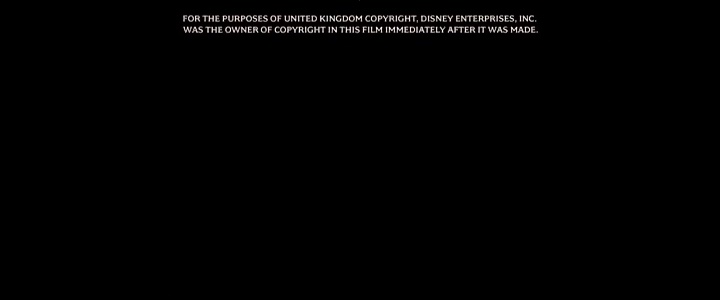 FOR THE PURPOSES OF UNITED KINGDOM COPYRIGHT, DISNEY ENTERPRISES, INC.
WAS THE OWNER OF COPYRIGHT IN THIS FILM IMMEDIATELY AFTER IT WAS MADE.